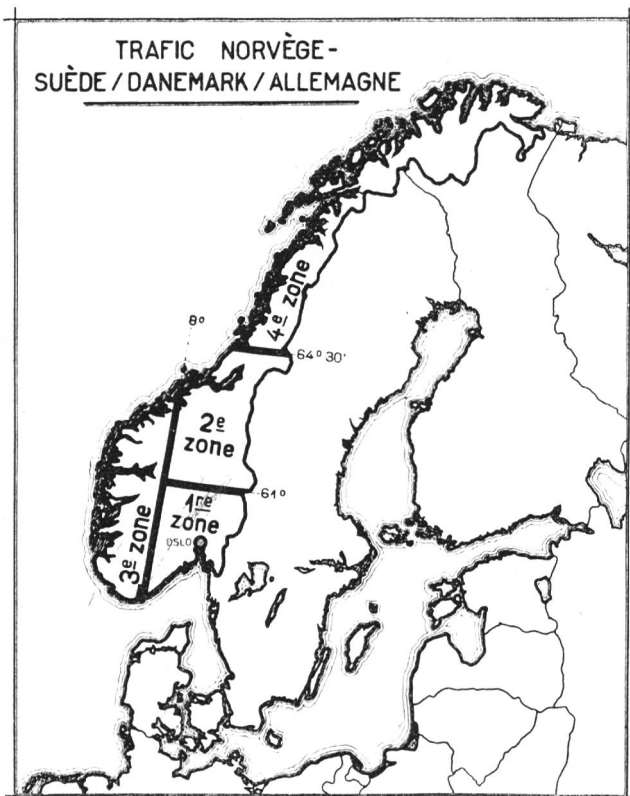 TRAFIC NORVÈGE-
SUÈDE/DANEMARK/ALLEMAGNE
4e zone
8°
64° 30'
2e
zone
61°
1re
zone
OSLO
3e zone